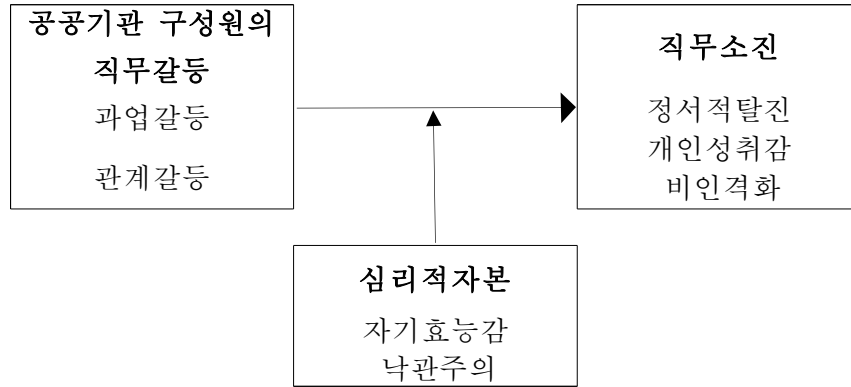 공공기관 구성원의
직무갈등
과업갈등
관계갈등
직무소진
정서적탈진
개인성취감
비인격화
심리적자본
자기효능감
낙관주의